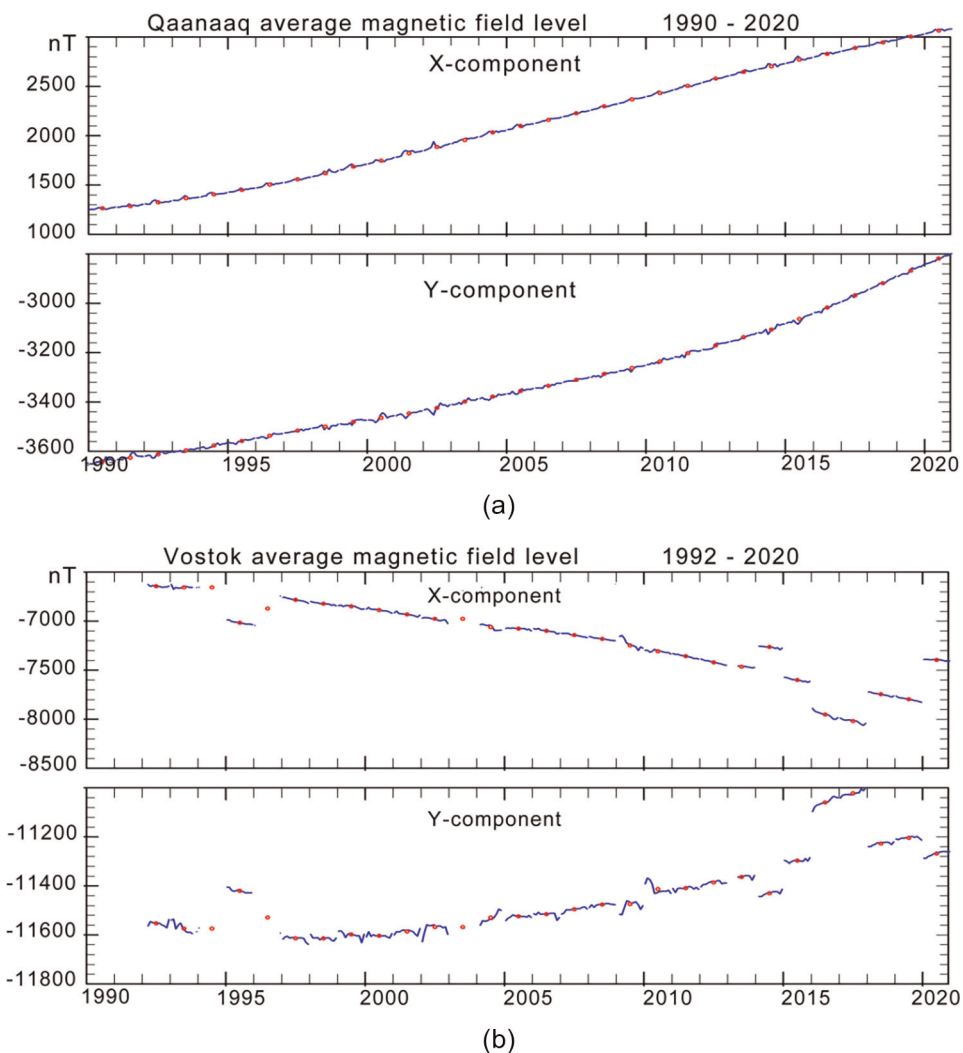 Qaanaaq average magnetic field level 1990 - 2020
nT
X-component
2500
2000
1500
1000
Y-component
-3000
-3200
-3400
-3600
1990 1995 2000 2005 2010 2015 2020
(a)
Vostok average magnetic field level 1992 - 2020
nT
X-component
-7000
-7500
-8000
-8500
Y-component
-11200
-11400
-11600
-11800
1990 1995 2000 2005 2010 2015 2020
(b)